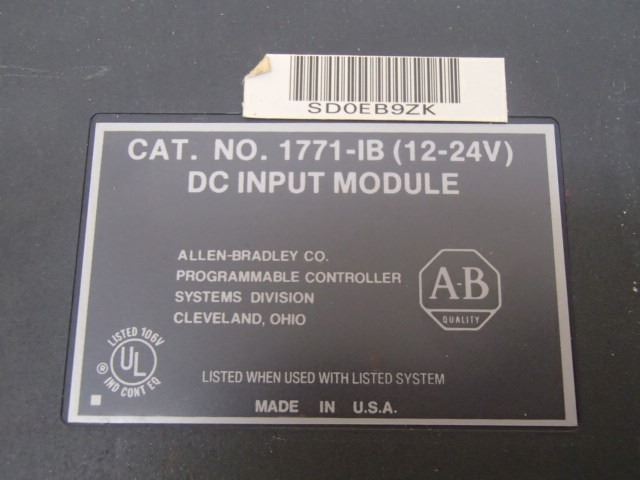 SD0EB9ZK
CAT. NO. 1771-IB (12-24V)
DC INPUT MODULE
ALLEN-BRADLEY CO.
PROGRAMMABLE CONTROLLER
SYSTEMS DIVISION
CLEVELAND, OHIO
A-B
QUALITY
LISTED 106V
UL
®
IND CONT EQ
LISTED WHEN USED WITH LISTED SYSTEM
MADE IN U.S.A.